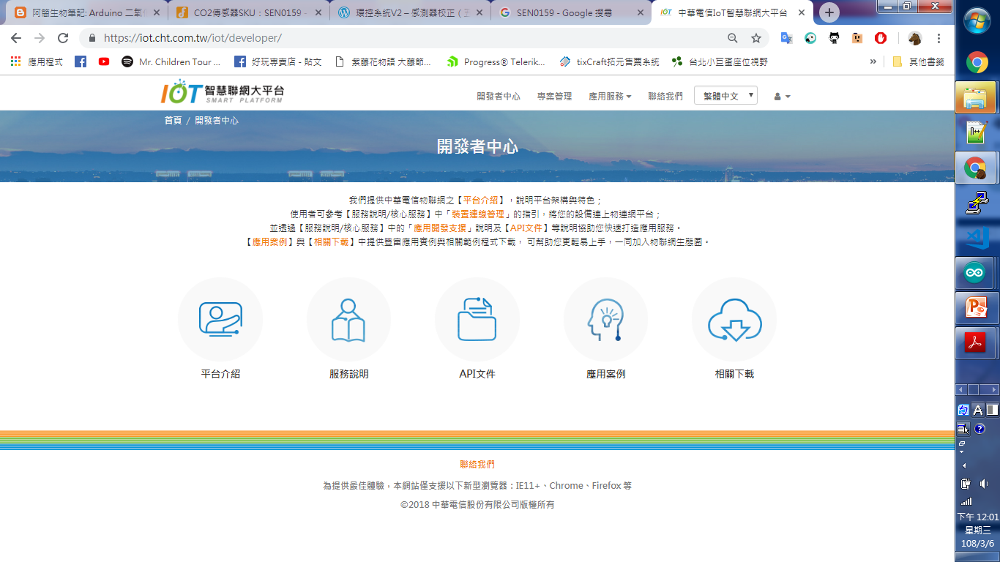 阿簡生物筆記: Arduino 二氧
CO2傳感器SKU：SEN0159 -
環控系統V2 – 感測器校正（五
SEN0159 - Google 搜尋
中華電信IoT智慧聯網大平台
https://iot.cht.com.tw/iot/developer/
應用程式
Mr. Children Tour ...
好玩專賣店 - 貼文
紫藤花物語 大藤節...
Progress® Telerik...
tixCraft拓元售票系統
台北小巨蛋座位視野
»
其他書籤
IOT 智慧聯網大平台
SMART PLATFORM
開發者中心
專案管理
應用服務
聯絡我們
繁體中文
首頁 / 開發者中心
開發者中心
我們提供中華電信物聯網之【平台介紹】，說明平台架構與特色；
使用者可參考【服務說明/核心服務】中「裝置連線管理」的指引，將您的設備連上物連網平台；
並透過【服務說明/核心服務】中的「應用開發支援」說明及【API文件】等說明協助您快速打造應用服務。
【應用案例】與【相關下載】中提供豐富應用實例與相關範例程式下載， 可幫助您更輕易上手，一同加入物聯網生態圈。
平台介紹
服務說明
API文件
應用案例
相關下載
聯絡我們
為提供最佳體驗，本網站僅支援以下新型瀏覽器：IE11+、Chrome、Firefox 等
©2018 中華電信股份有限公司版權所有
下午 12:01
星期三
108/3/6